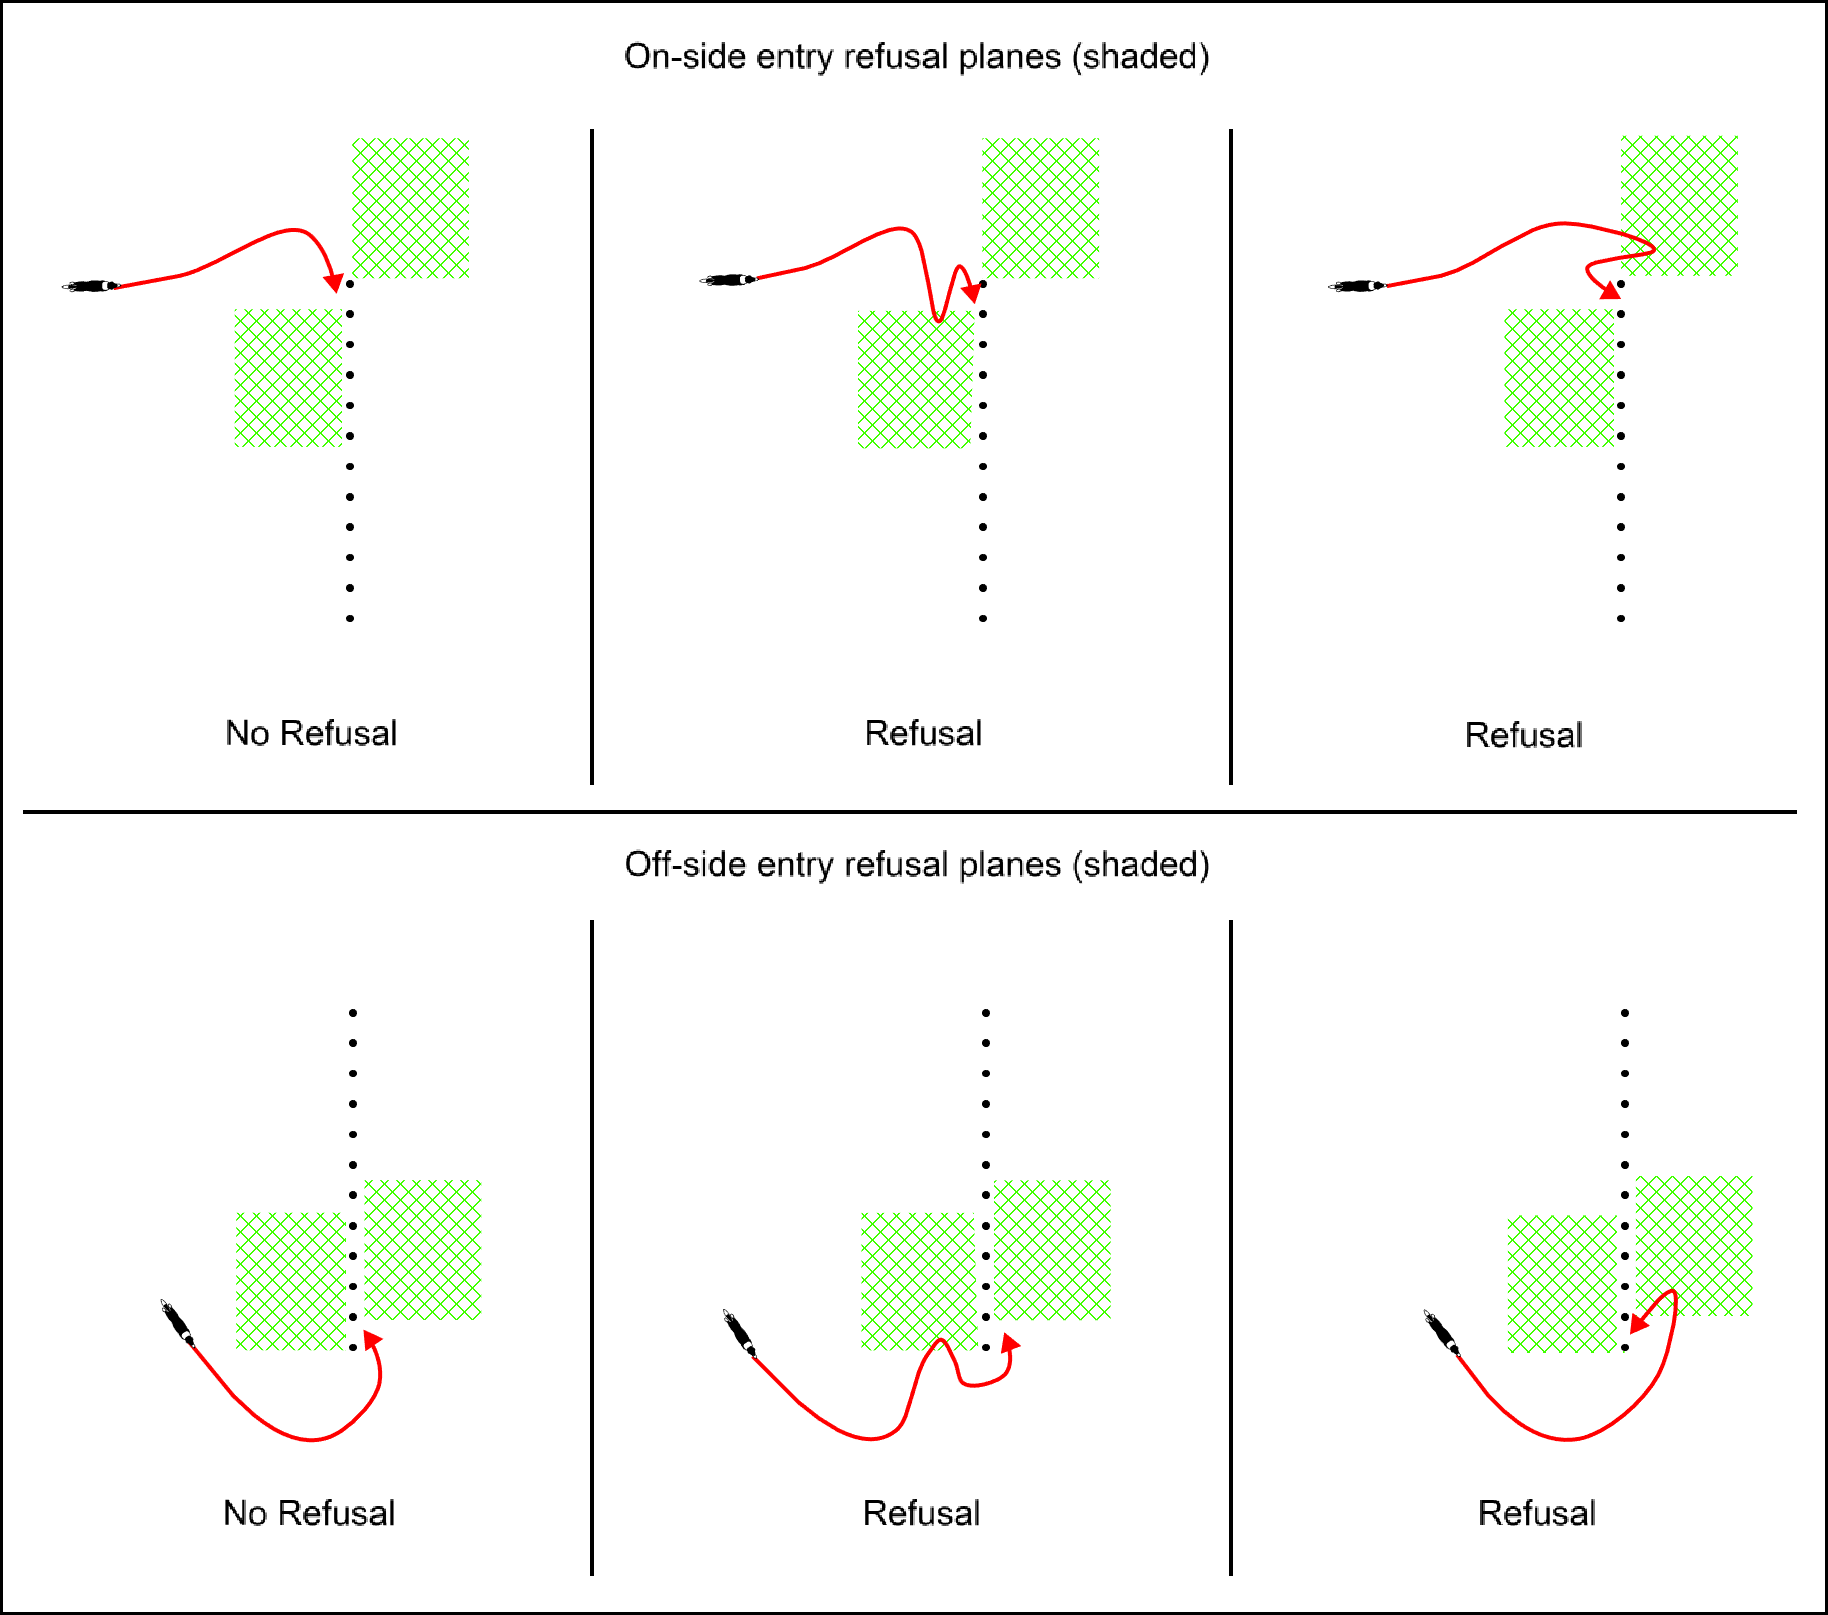 On-side entry refusal planes (shaded)
No Refusal
Refusal
Refusal
Off-side entry refusal planes (shaded)
No Refusal
Refusal
Refusal